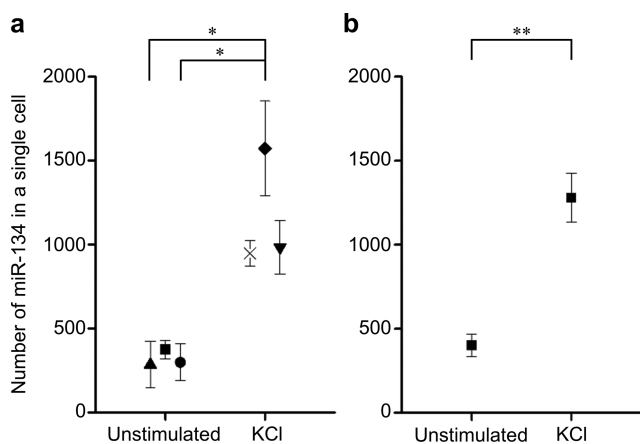 a
b
*
*
**
Number of miR-134 in a single cell
2000
1500
1000
500
0
Unstimulated
KCl
2000
1500
1000
500
0
Unstimulated
KCl